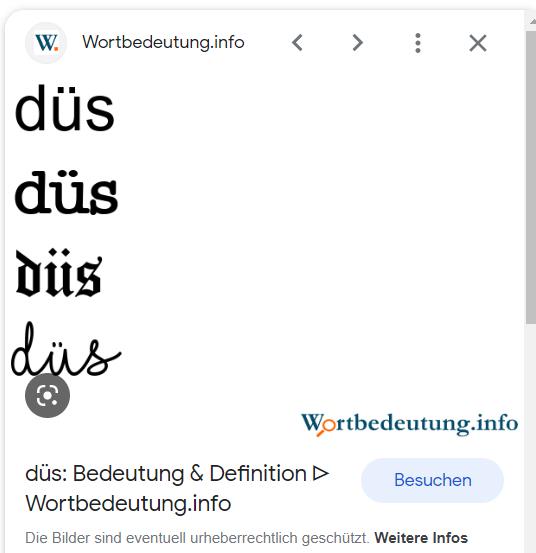 W. Wortbedeutung.info
düs
düs
düs
düs
Wortbedeutung.info
düs: Bedeutung & Definition ᐅ
Wortbedeutung.info
Besuchen
Die Bilder sind eventuell urheberrechtlich geschützt. Weitere Infos